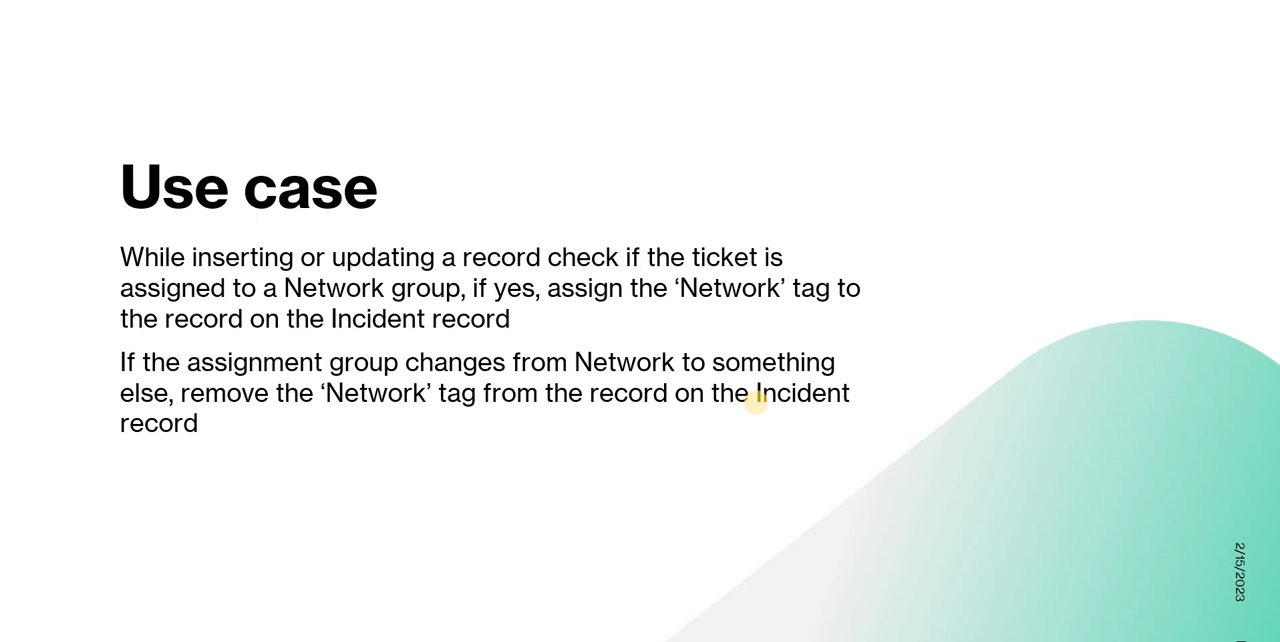 Use case
While inserting or updating a record check if the ticket is
assigned to a Network group, if yes, assign the ‘Network’ tag to
the record on the Incident record
If the assignment group changes from Network to something
else, remove the ‘Network’ tag from the record on the Incident
record
2/15/2023